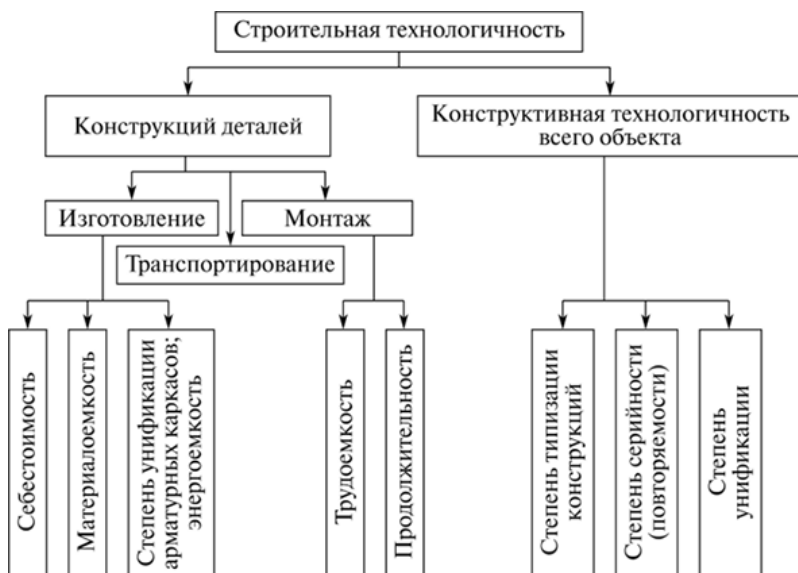 Строительная технологичность
Конструкций деталей
Конструктивная технологичность
всего объекта
Изготовление
Монтаж
Транспортирование
Себестоимость
Материалоемкость
Степень унификации
арматурных каркасов;
энергоемкость
Трудоемкость
Продолжительность
Степень типизации
конструкций
Степень серийности
(повторяемости)
Степень
унификации